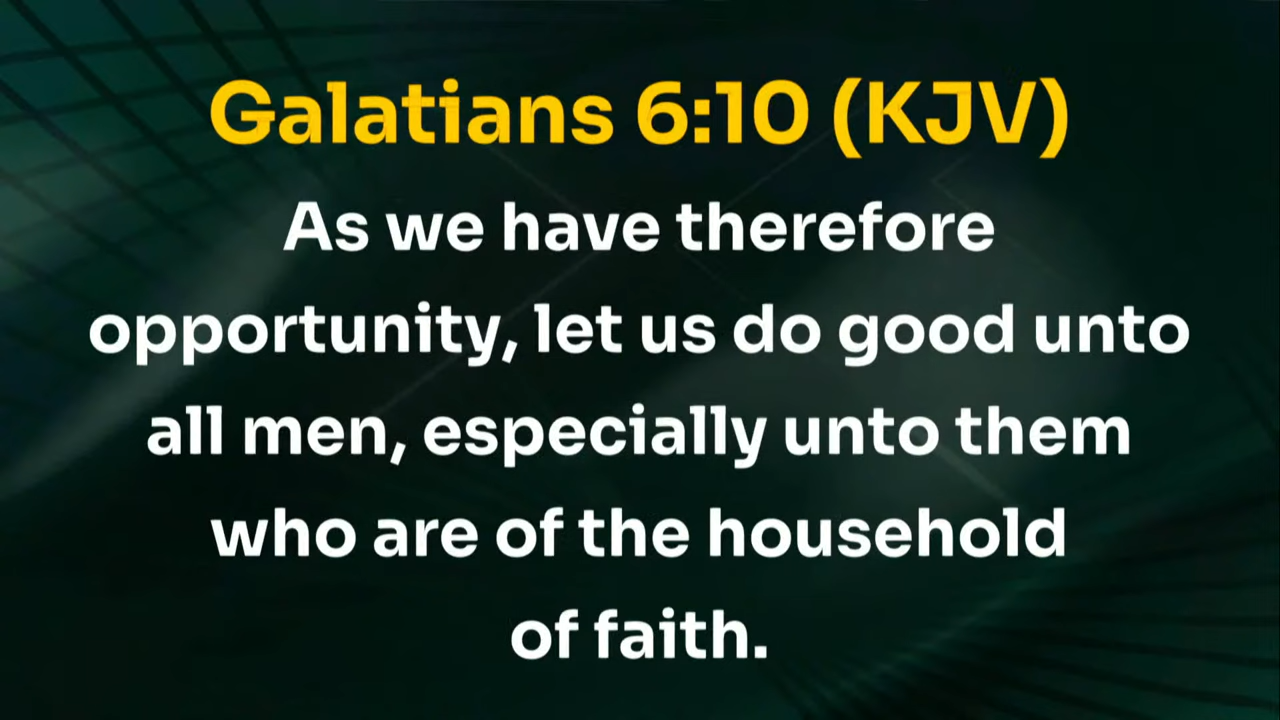 Galatians 6:10 (KJV)
As we have therefore
opportunity, let us do good unto
all men, especially unto them
who are of the household
of faith.